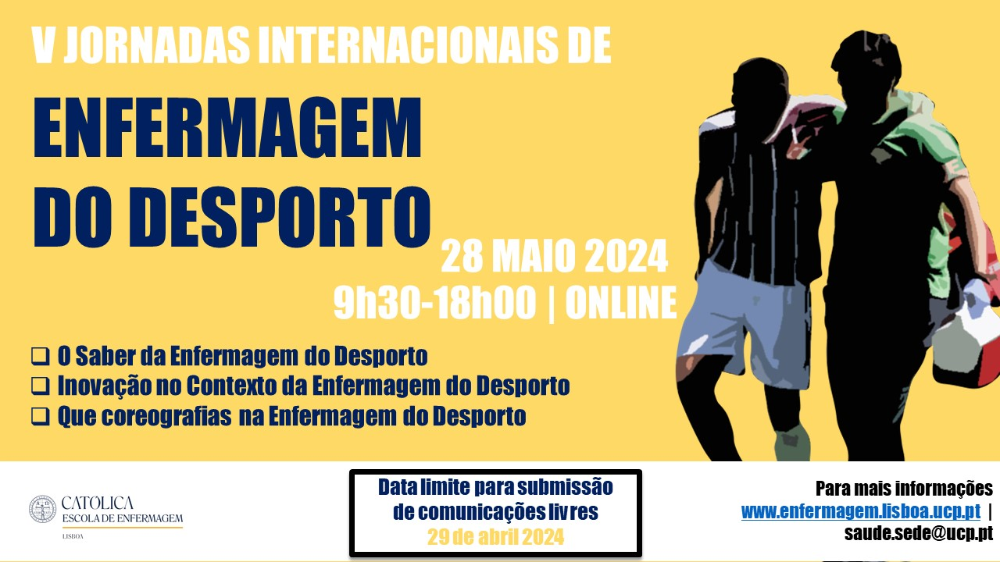 V JORNADAS INTERNACIONAIS DE
ENFERMAGEM
DO DESPORTO
28 MAIO 2024
9h30-18h00 | ONLINE
O Saber da Enfermagem do Desporto
Inovação no Contexto da Enfermagem do Desporto
Que coreografias na Enfermagem do Desporto
CATÓLICA
ESCOLA DE ENFERMAGEM
LISBOA
Data limite para submissão
de comunicações livres
29 de abril 2024
Para mais informações
www.enfermagem.lisboa.ucp.pt |
saude.sede@ucp.pt